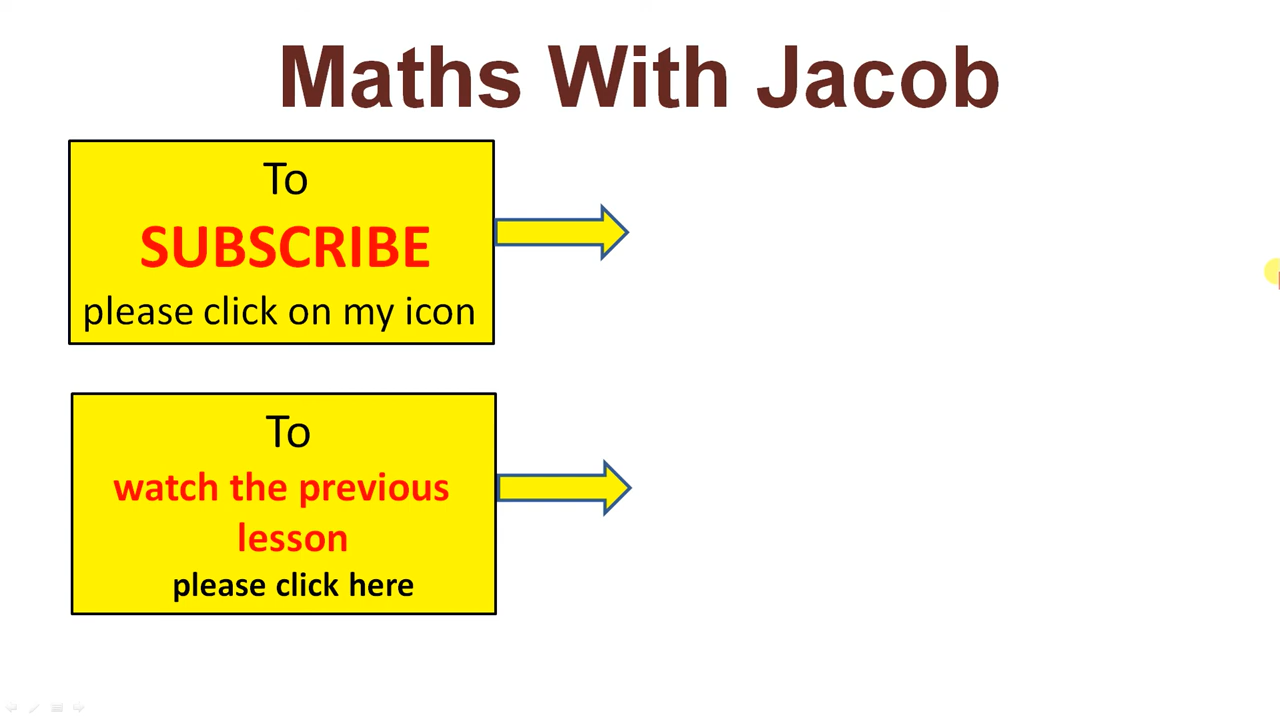 Maths With Jacob
To
SUBSCRIBE
please click on my icon
To
watch the previous
lesson
please click here